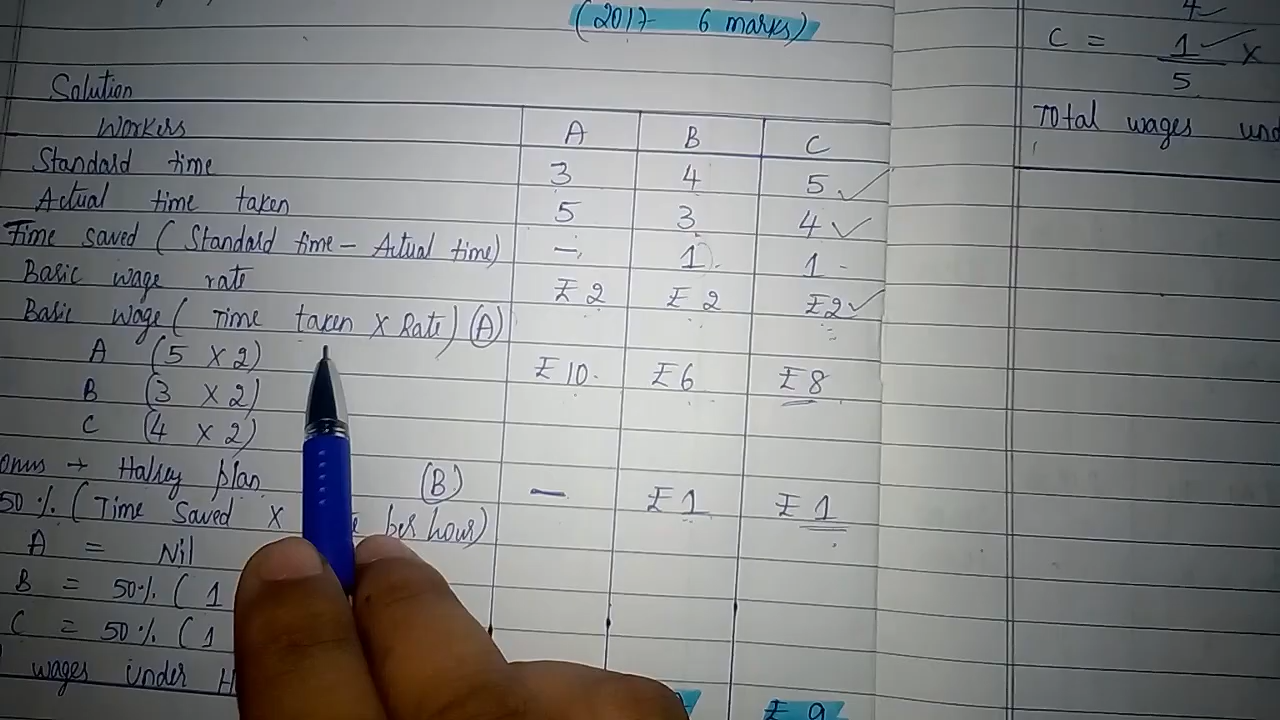 (2017- 6 marks)
Solution
Workers A B C
Standard time 3 4 5 ✓
Actual time taken 5 3 4 ✓
Time saved (Standard time - Actual time) - 1 1 -
Basic wage rate ₹2 ₹2 ₹2 ✓
Basic Wage (Time taken X Rate) (A)
A (5 X 2) ₹10 ₹6 ₹8
B (3 X 2)
C (4 X 2)
Halsey plan (B) - ₹1 ₹1
50% (Time Saved X per hour)
A = Nil
B = 50% (1
C = 50% (1
wages under H
₹9
4 ✓
C = 1 ✓ X
5
Total wages